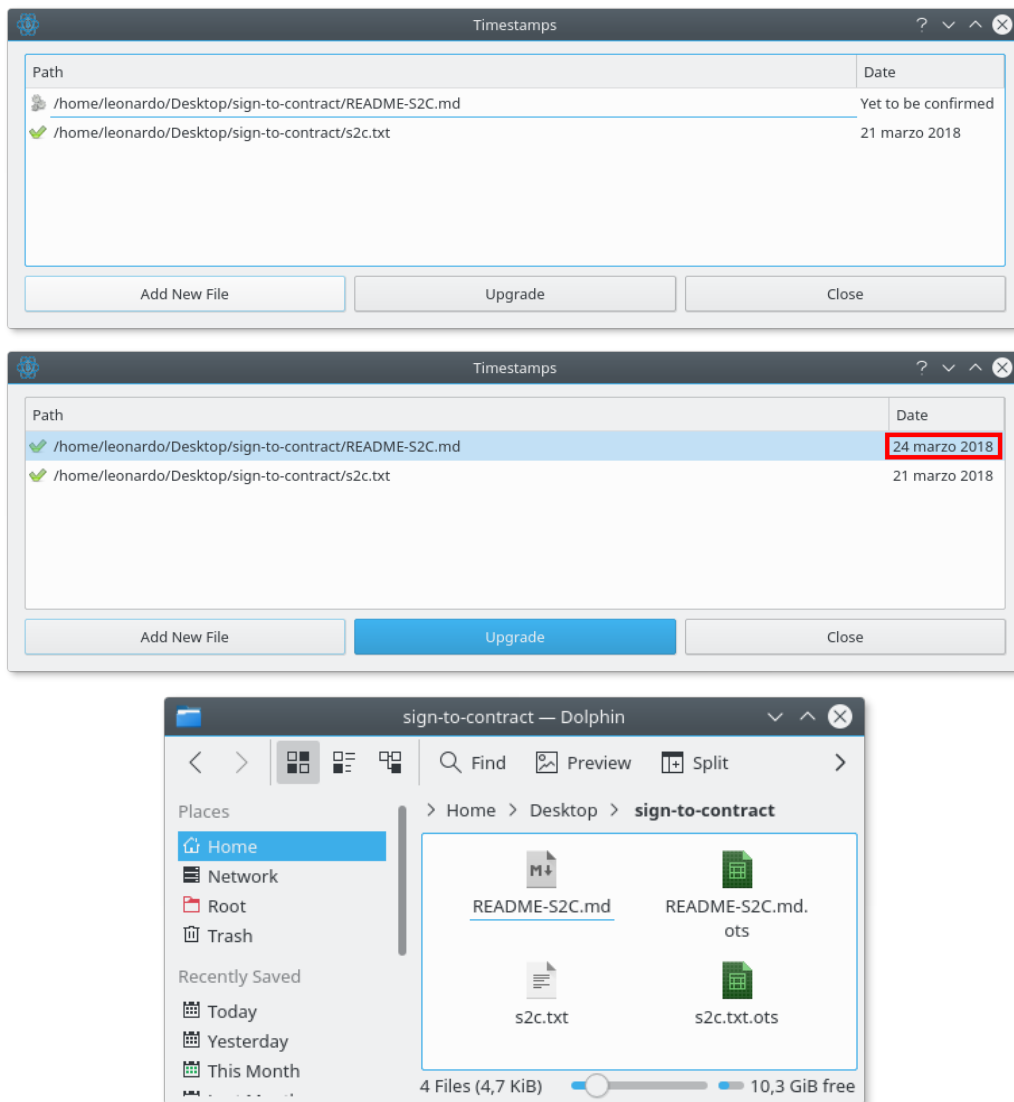 Timestamps
Path Date
/home/leonardo/Desktop/sign-to-contract/README-S2C.md Yet to be confirmed
/home/leonardo/Desktop/sign-to-contract/s2c.txt 21 marzo 2018
Add New File Upgrade Close
Timestamps
Path Date
/home/leonardo/Desktop/sign-to-contract/README-S2C.md 24 marzo 2018
/home/leonardo/Desktop/sign-to-contract/s2c.txt 21 marzo 2018
Add New File Upgrade Close
sign-to-contract — Dolphin
Find Preview Split
Places
Home
Network
Root
Trash
Recently Saved
Today
Yesterday
This Month
> Home > Desktop > sign-to-contract
README-S2C.md
README-S2C.md.
ots
s2c.txt
s2c.txt.ots
4 Files (4,7 KiB) 10,3 GiB free